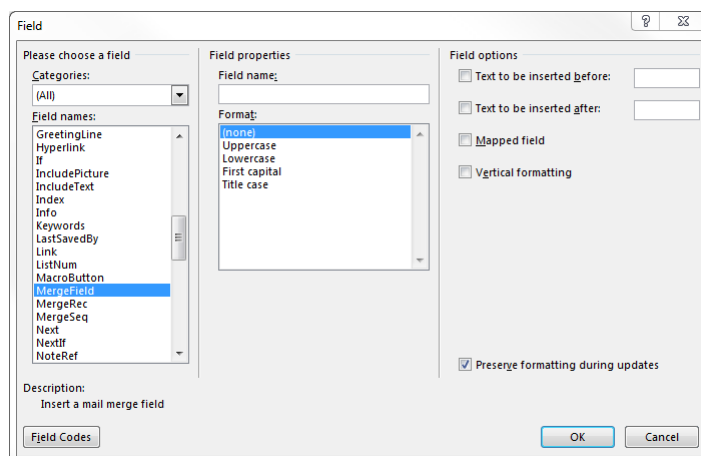 Field
Please choose a field
Categories:
(All)
Field names:
GreetingLine
Hyperlink
If
IncludePicture
IncludeText
Index
Info
Keywords
LastSavedBy
Link
ListNum
MacroButton
MergeField
MergeRec
MergeSeq
Next
NextIf
NoteRef
Field properties
Field name:
Format:
(none)
Uppercase
Lowercase
First capital
Title case
Field options
Text to be inserted before:
Text to be inserted after:
Mapped field
Vertical formatting
Preserve formatting during updates
Description:
Insert a mail merge field
Field Codes
OK
Cancel